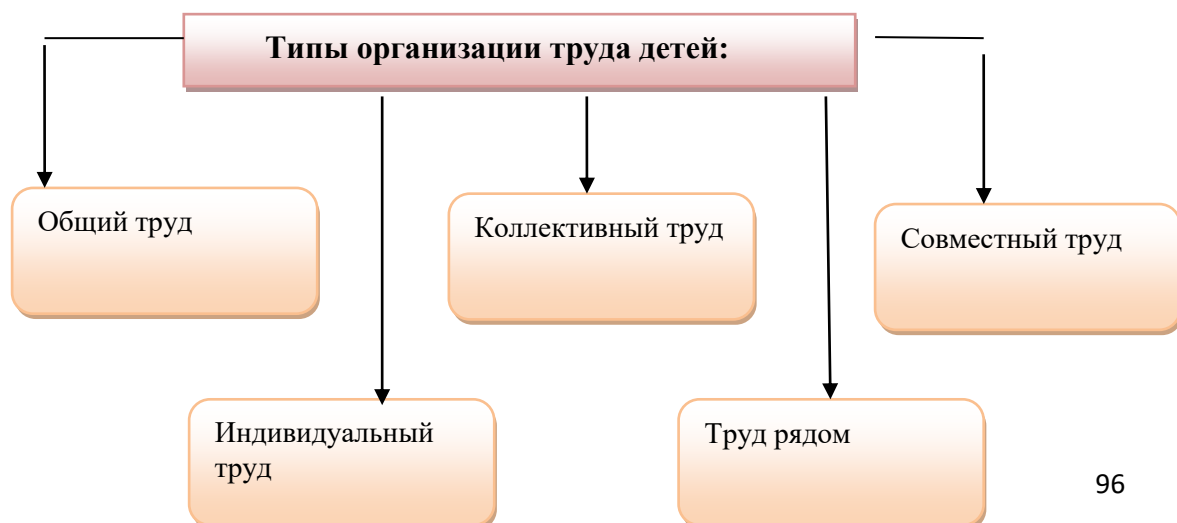 Типы организации труда детей:
Общий труд
Коллективный труд
Совместный труд
Индивидуальный
труд
Труд рядом
96